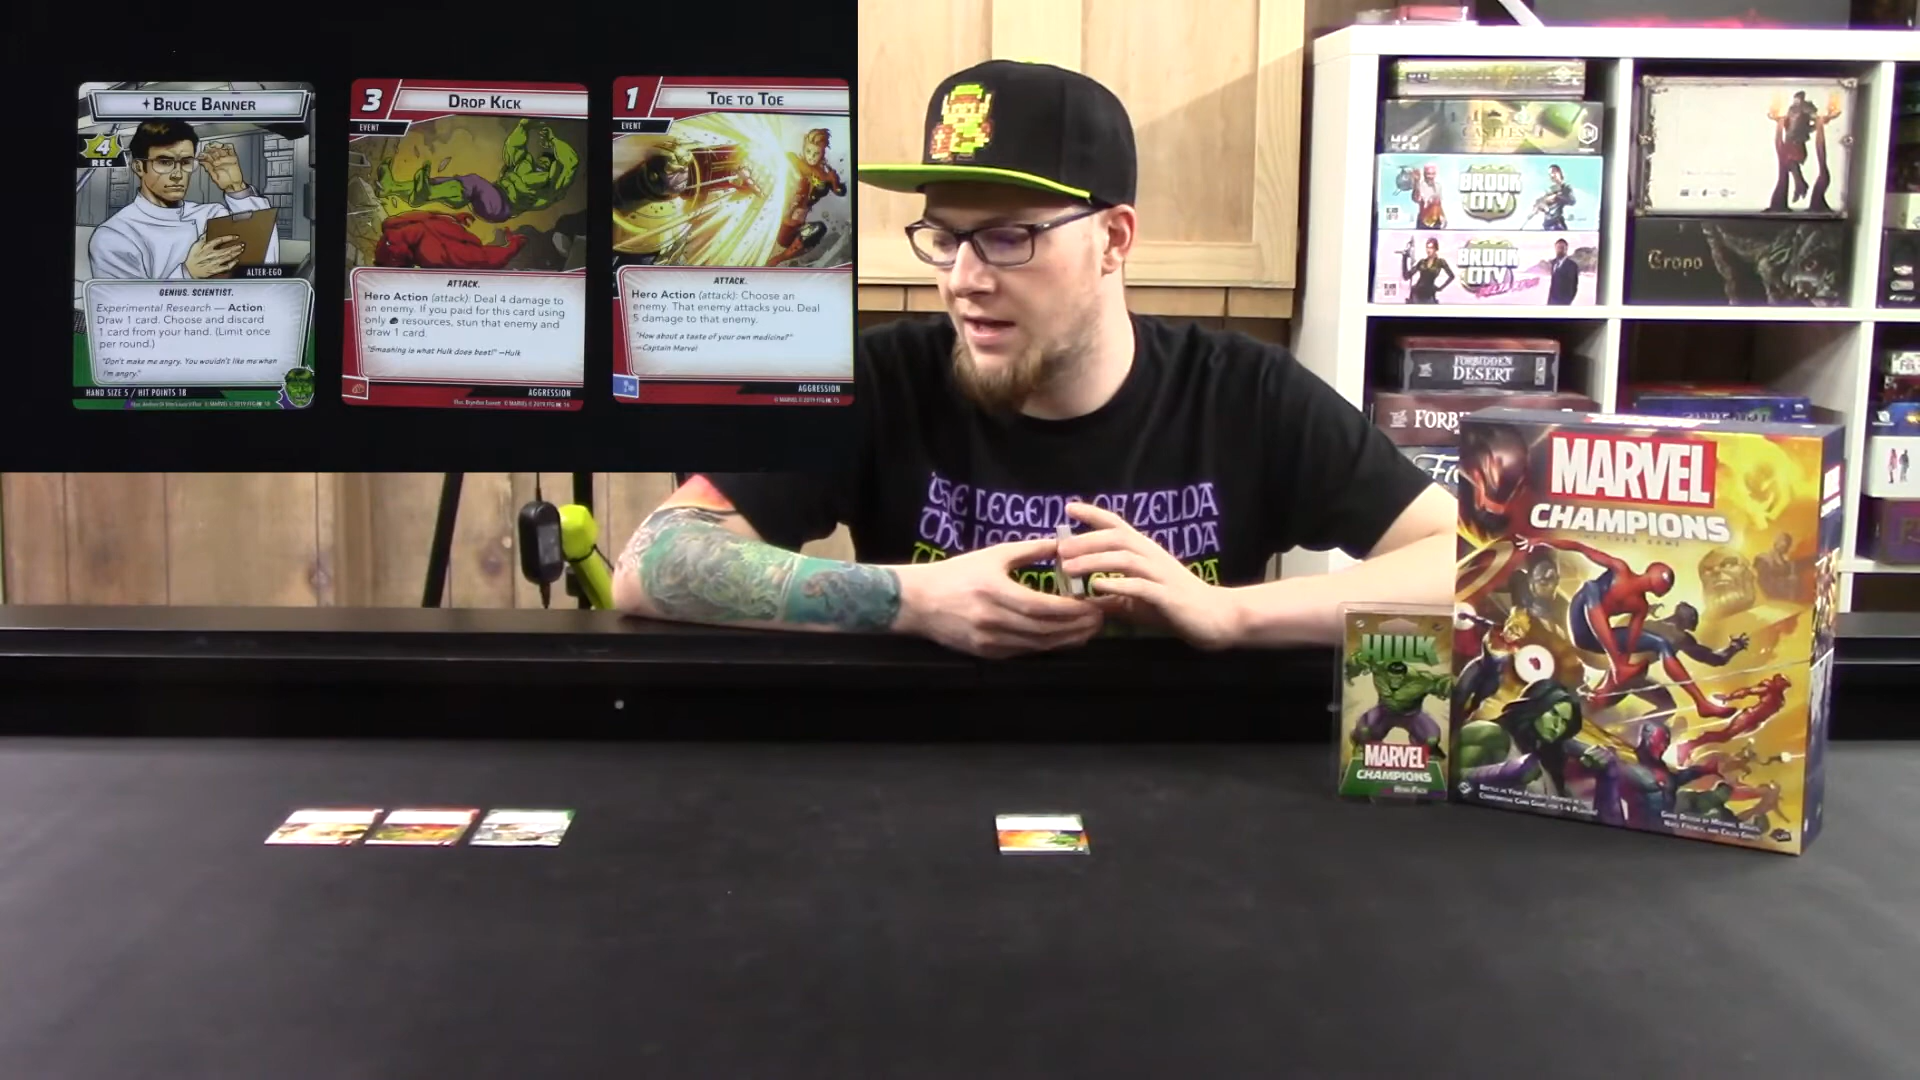 BRUCE BANNER
4
REC
ALTER-EGO
GENIUS. SCIENTIST.
Experimental Research — Action:
Draw 1 card. Choose and discard
1 card from your hand. (Limit once
per round.)
"Don't make me angry. You wouldn't like me when
I'm angry."
HAND SIZE 5 / HIT POINTS 18
3
DROP KICK
EVENT
ATTACK.
Hero Action (attack): Deal 4 damage to
an enemy. If you paid for this card using
only resources, stun that enemy and
draw 1 card.
"Smashing is what Hulk does best!" —Hulk
AGGRESSION
1
TOE TO TOE
EVENT
ATTACK.
Hero Action (attack): Choose an
enemy. That enemy attacks you. Deal
5 damage to that enemy.
"How about a taste of your own medicine?"
—Captain Marvel
AGGRESSION
THE LEGEND OF ZELDA
CASTLES
BROOK
CITY
BROOK
CITY
FORBIDDEN
DESERT
MARVEL
CHAMPIONS
THE CARD GAME
HULK
MARVEL
CHAMPIONS
HERO PACK